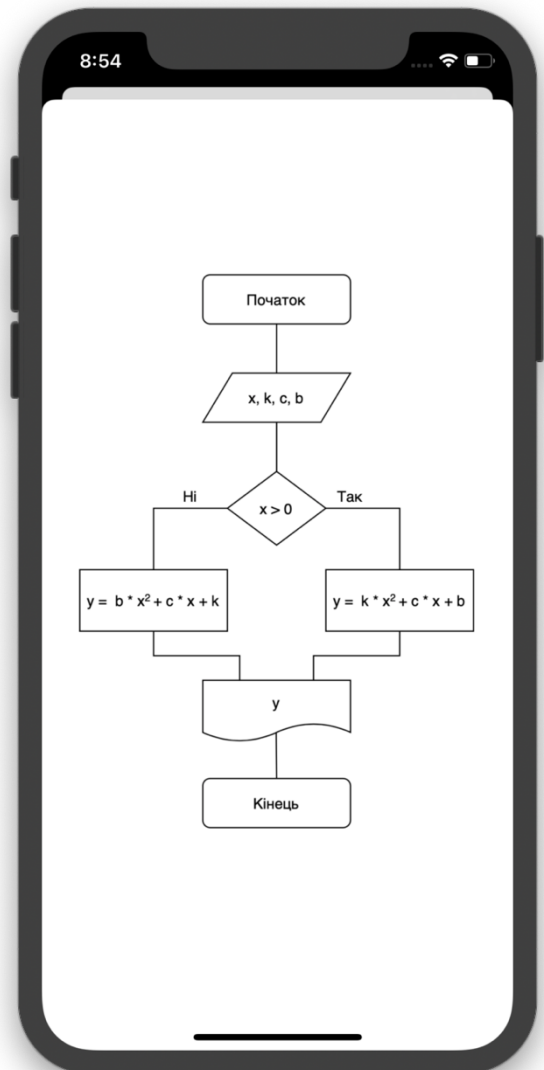 8:54
Початок
x, k, c, b
x > 0
Ні
Так
y = b * x² + c * x + k
y = k * x² + c * x + b
y
Кінець